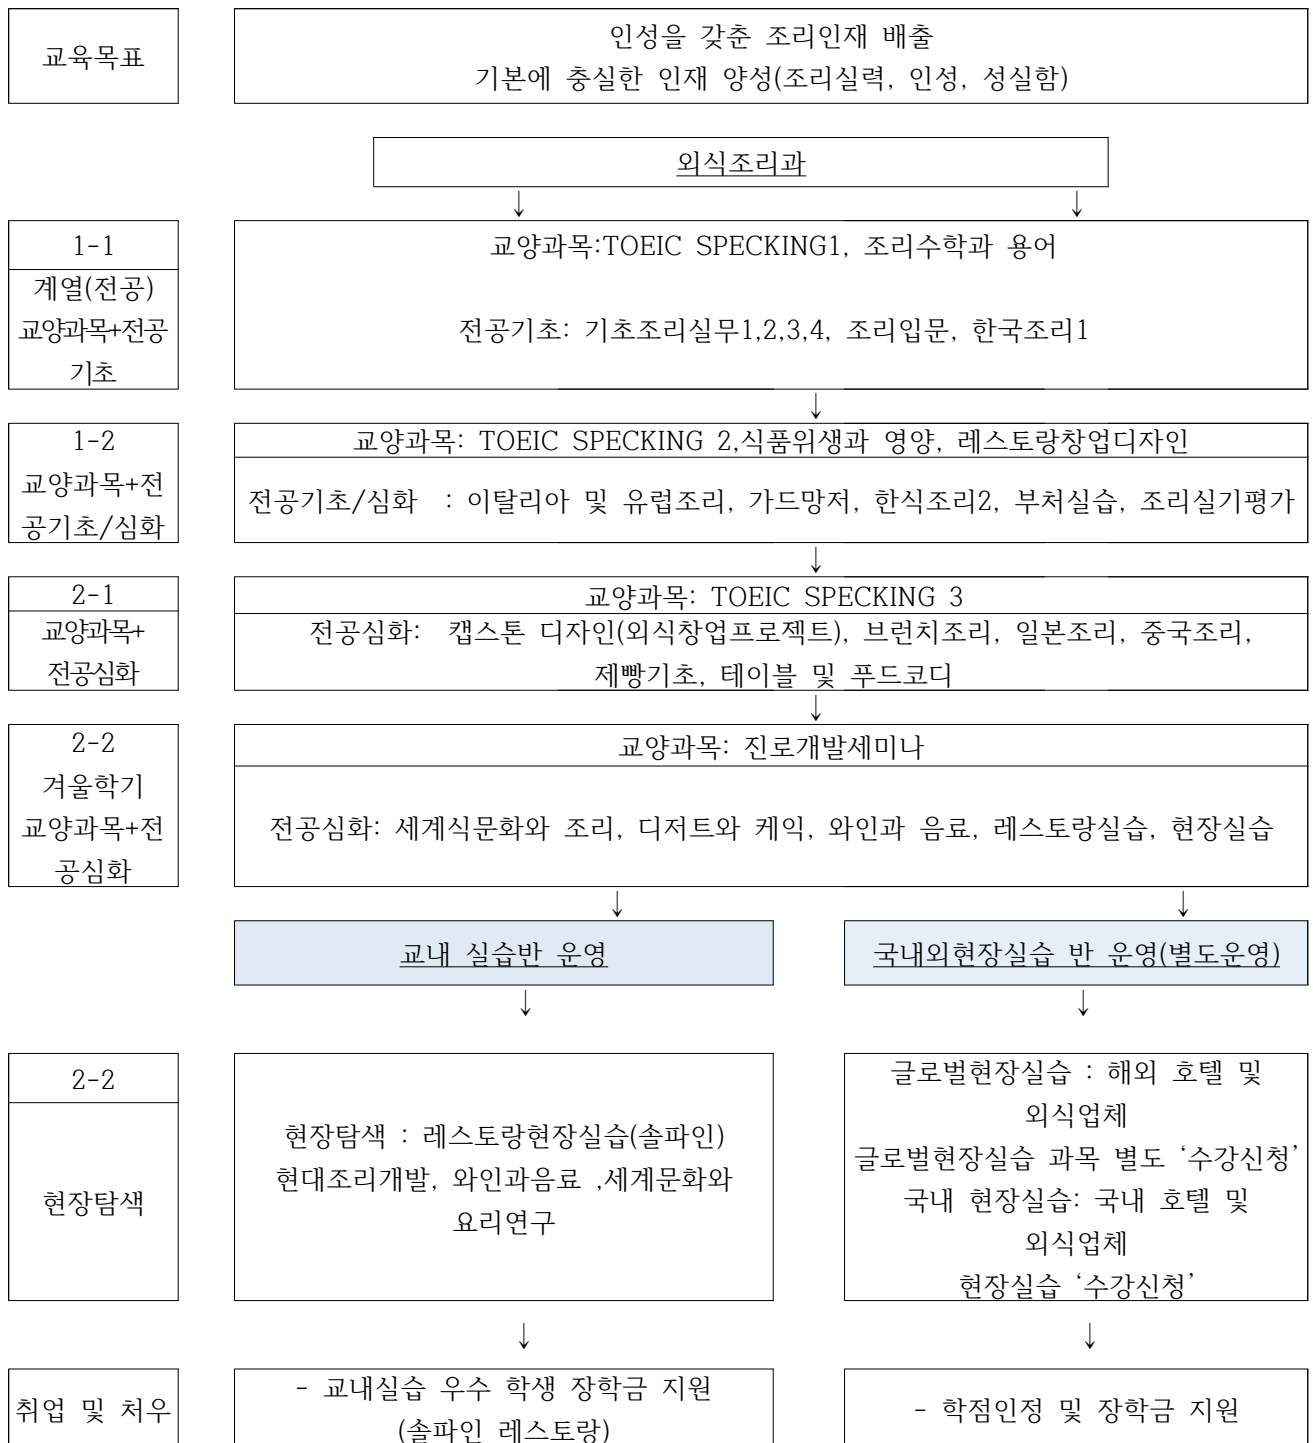 교육목표
인성을 갖춘 조리인재 배출
기본에 충실한 인재 양성(조리실력, 인성, 성실함)
외식조리과
↓ ↓
1-1
계열(전공)
교양과목+전공
기초
교양과목:TOEIC SPECKING1, 조리수학과 용어
전공기초: 기초조리실무1,2,3,4, 조리입문, 한국조리1
↓
1-2
교양과목+전
공기초/심화
교양과목: TOEIC SPECKING 2,식품위생과 영양, 레스토랑창업디자인
전공기초/심화 : 이탈리아 및 유럽조리, 가드망저, 한식조리2, 부처실습, 조리실기평가
↓
2-1
교양과목+
전공심화
교양과목: TOEIC SPECKING 3
전공심화: 캡스톤 디자인(외식창업프로젝트), 브런치조리, 일본조리, 중국조리,
제빵기초, 테이블 및 푸드코디
↓
2-2
겨울학기
교양과목+전
공심화
교양과목: 진로개발세미나
전공심화: 세계식문화와 조리, 디저트와 케익, 와인과 음료, 레스토랑실습, 현장실습
↓ ↓
교내 실습반 운영
국내외현장실습 반 운영(별도운영)
↓ ↓
2-2
현장탐색
현장탐색 : 레스토랑현장실습(솔파인)
현대조리개발, 와인과음료 ,세계문화와
요리연구
글로벌현장실습 : 해외 호텔 및
외식업체
글로벌현장실습 과목 별도 ‘수강신청’
국내 현장실습: 국내 호텔 및
외식업체
현장실습 ‘수강신청’
↓ ↓
취업 및 처우
- 교내실습 우수 학생 장학금 지원
(솔파인 레스토랑)
- 학점인정 및 장학금 지원